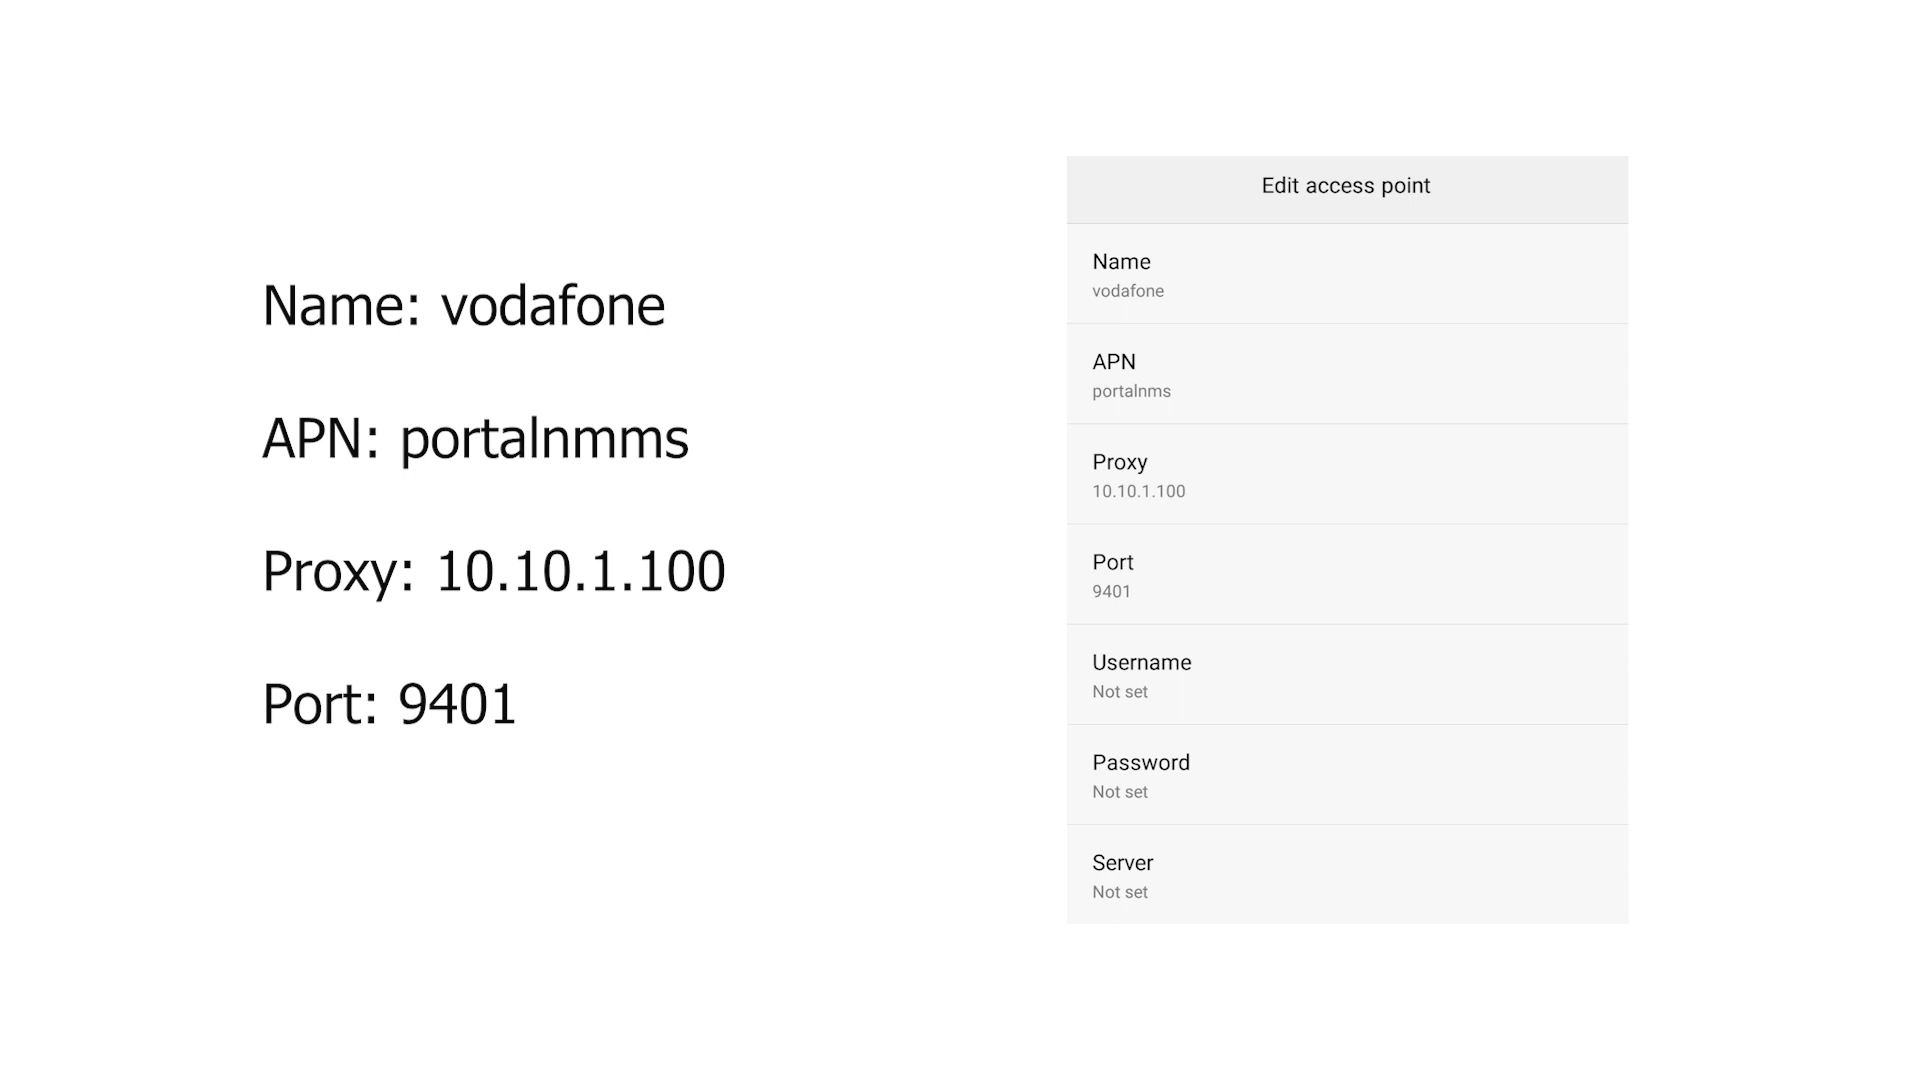 Name: vodafone
APN: portalnmms
Proxy: 10.10.1.100
Port: 9401
Edit access point
Name
vodafone
APN
portalnms
Proxy
10.10.1.100
Port
9401
Username
Not set
Password
Not set
Server
Not set